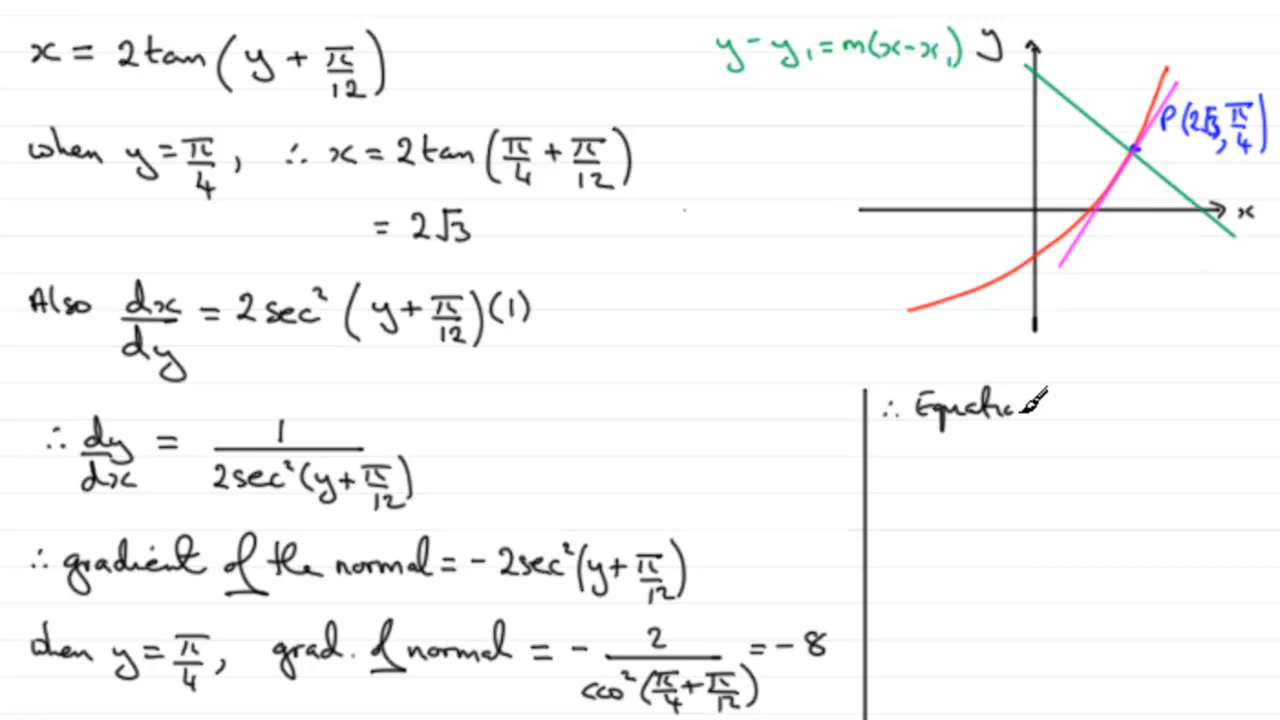 x = 2tan(y + π/12)
when y = π/4, ∴ x = 2tan(π/4 + π/12)
= 2√3
Also dx/dy = 2sec²(y + π/12)(1)
∴ dy/dx = 1/(2sec²(y + π/12))
∴ gradient of the normal = - 2sec²(y + π/12)
when y = π/4, grad. of normal = - 2/(cos²(π/4 + π/12)) = - 8
y - y₁ = m(x - x₁)
y
P(2√3, π/4)
x
∴ Equatio